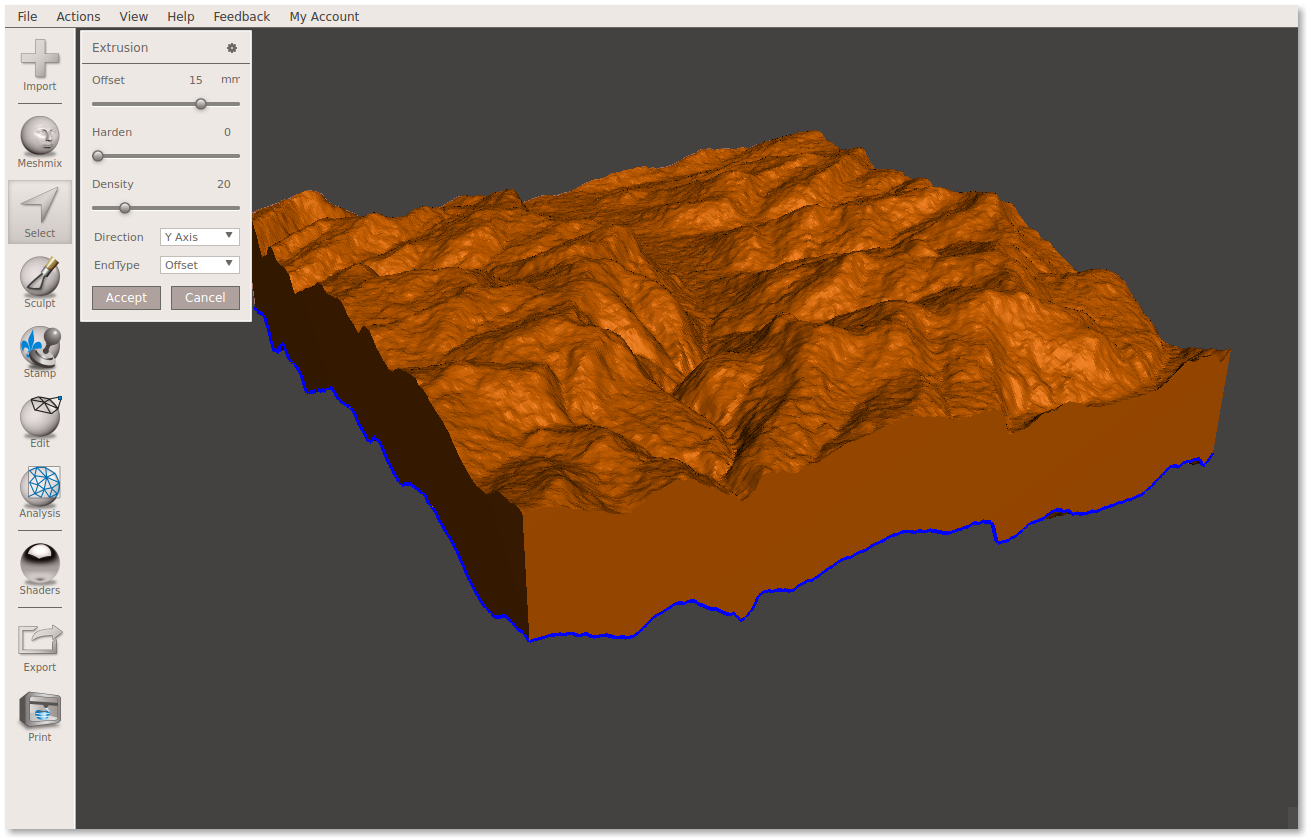 File Actions View Help Feedback My Account
Import
Meshmix
Select
Sculpt
Stamp
Edit
Analysis
Shaders
Export
Print
Extrusion
Offset 15 mm
Harden 0
Density 20
Direction Y Axis
EndType Offset
Accept Cancel